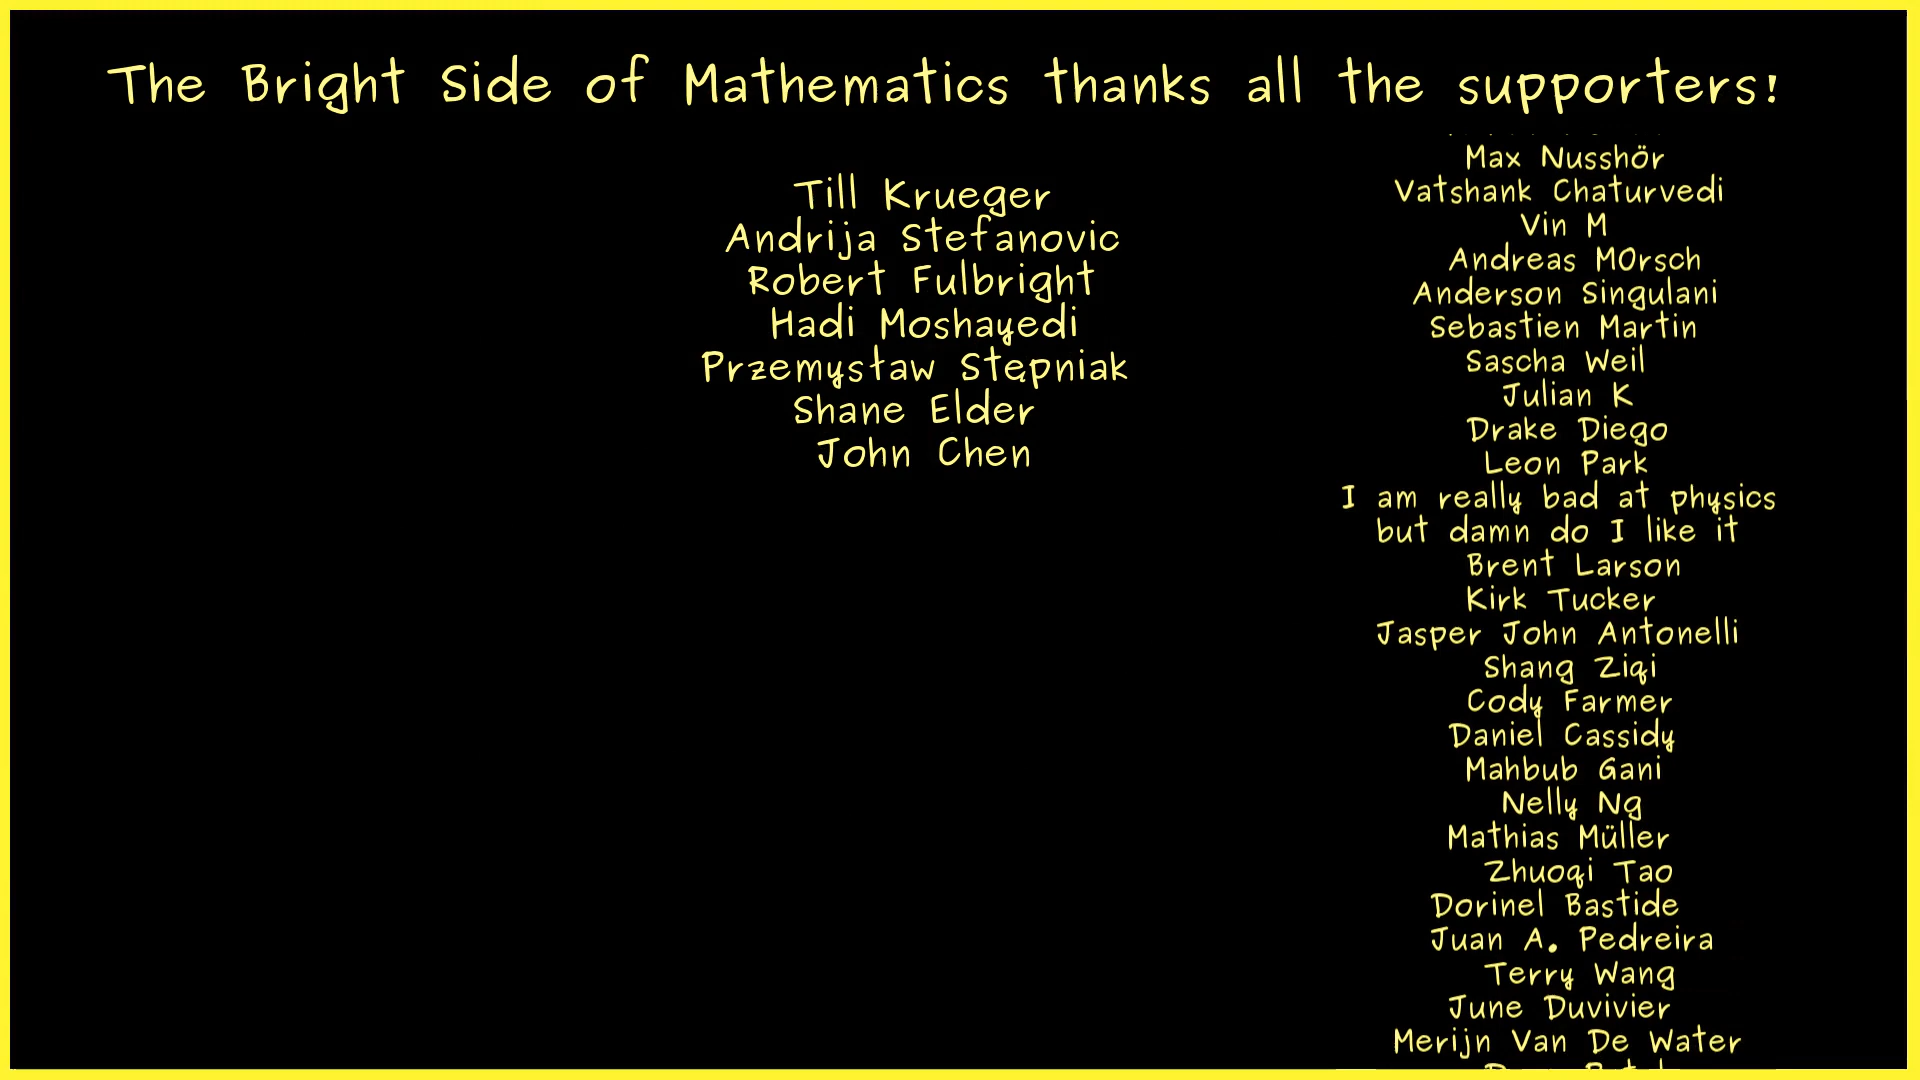 The Bright Side of Mathematics thanks all the supporters!
Till Krueger
Andrija Stefanovic
Robert Fulbright
Hadi Moshayedi
Przemysław Stępniak
Shane Elder
John Chen
Max Nusshör
Vatshank Chaturvedi
Vin M
Andreas MOrsch
Anderson Singulani
Sebastien Martin
Sascha Weil
Julian K
Drake Diego
Leon Park
I am really bad at physics
but damn do I like it
Brent Larson
Kirk Tucker
Jasper John Antonelli
Shang Ziqi
Cody Farmer
Daniel Cassidy
Mahbub Gani
Nelly Ng
Mathias Müller
Zhuoqi Tao
Dorinel Bastide
Juan A. Pedreira
Terry Wang
June Duvivier
Merijn Van De Water